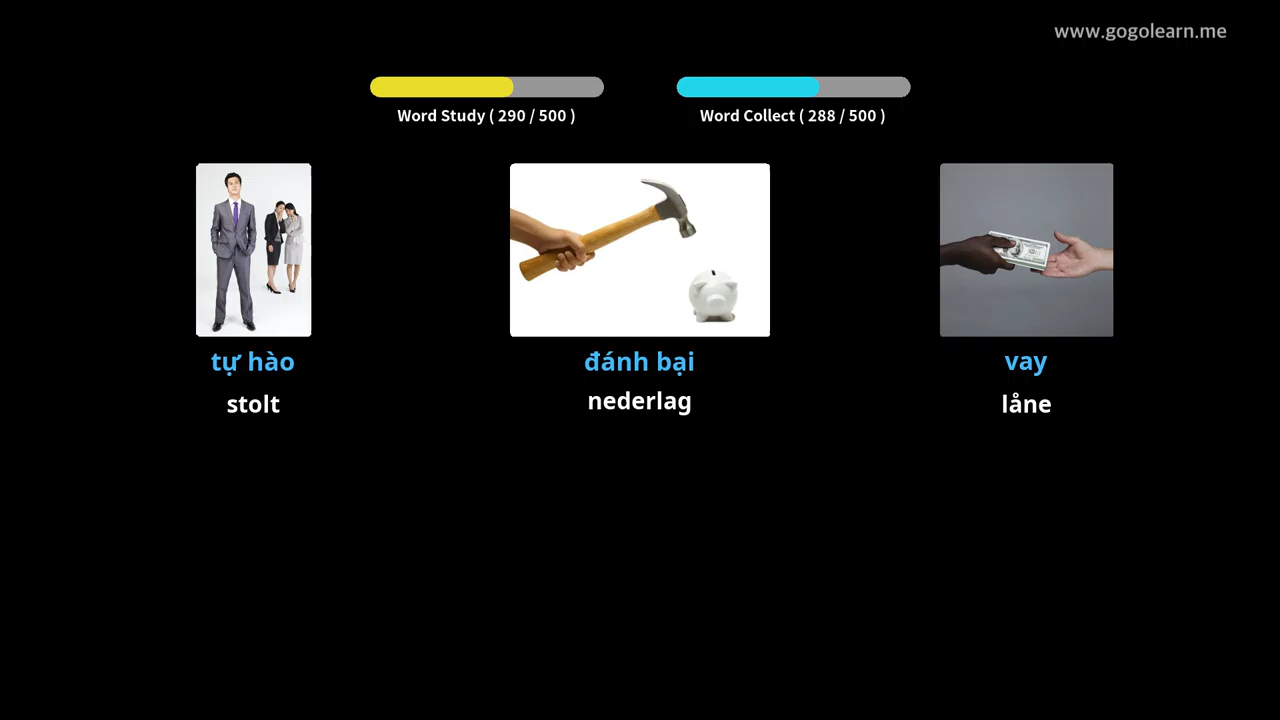 www.gogolearn.me
Word Study ( 290 / 500 )
Word Collect ( 288 / 500 )
tự hào
stolt
đánh bại
nederlag
vay
låne